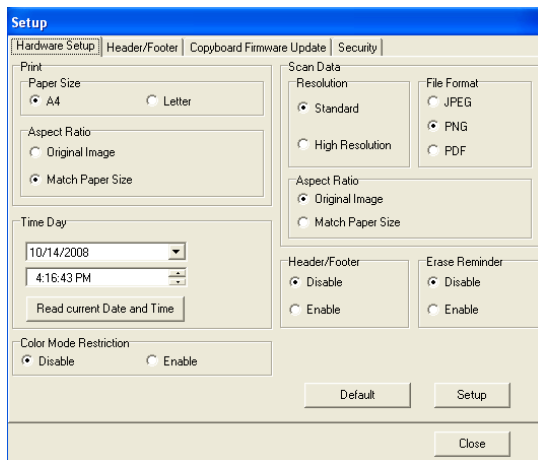 Setup
Hardware Setup Header/Footer Copyboard Firmware Update Security
Print
Paper Size
A4 Letter
Aspect Ratio
Original Image
Match Paper Size
Time Day
10/14/2008
4:16:43 PM
Read current Date and Time
Color Mode Restriction
Disable Enable
Scan Data
Resolution
Standard
High Resolution
File Format
JPEG
PNG
PDF
Aspect Ratio
Original Image
Match Paper Size
Header/Footer
Disable
Enable
Erase Reminder
Disable
Enable
Default Setup
Close